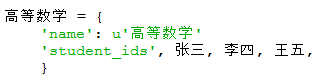 高等数学 = {
'name': u'高等数学'
'student_ids', 张三, 李四, 王五,
}